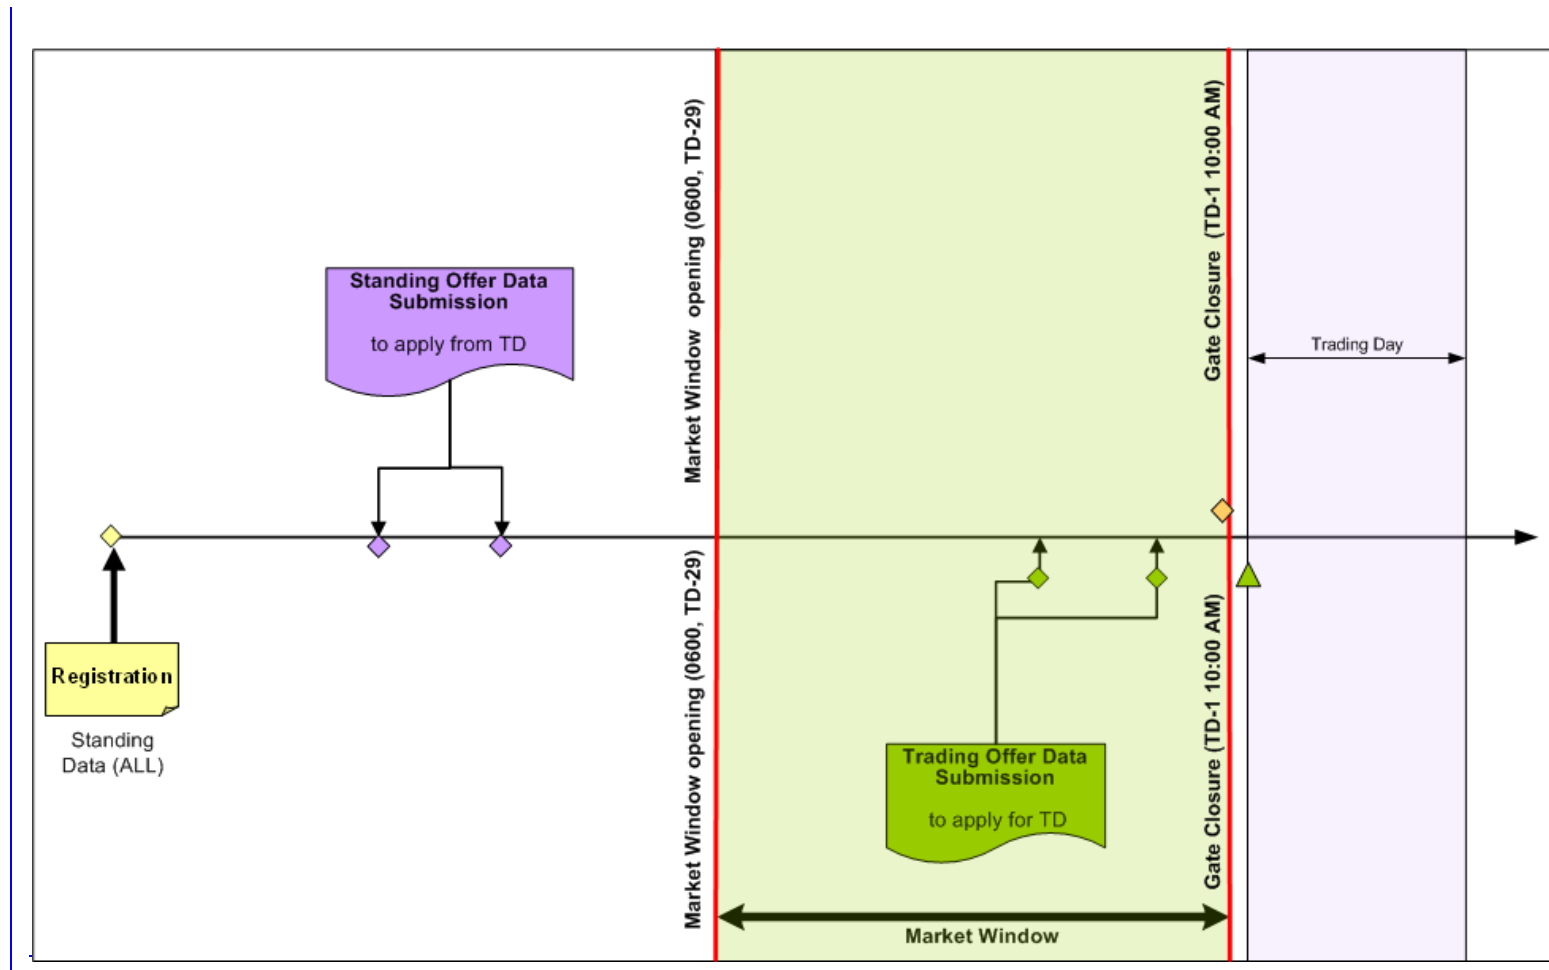 Market Window opening (0600, TD-29)
Gate Closure (TD-1 10:00 AM)
Standing Offer Data
Submission
to apply from TD
Trading Day
Registration
Standing
Data (ALL)
Market Window opening (0600, TD-29)
Gate Closure (TD-1 10:00 AM)
Trading Offer Data
Submission
to apply for TD
Market Window